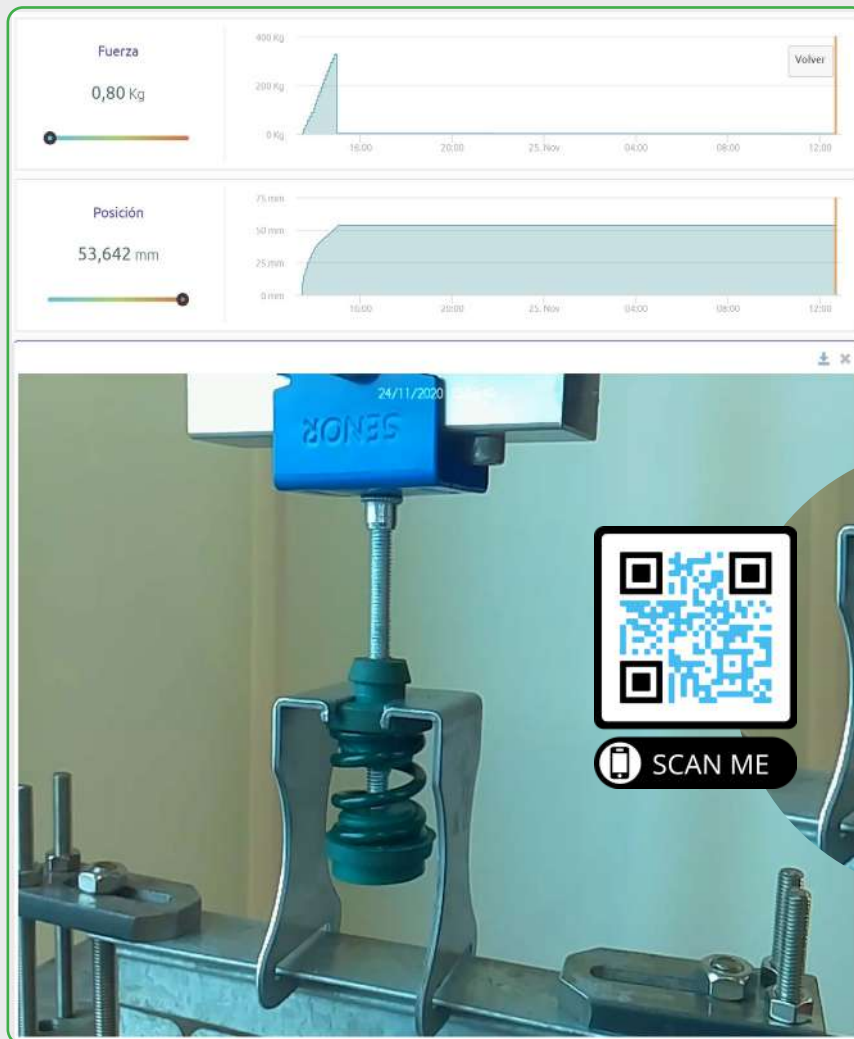 Fuerza
0,80 Kg
400 Kg
200 Kg
0 Kg
Volver
16:00 20:00 25. Nov 04:00 08:00 12:00
Posición
53,642 mm
75 mm
50 mm
25 mm
0 mm
16:00 20:00 25. Nov 04:00 08:00 12:00
24/11/2020
SENOR
SCAN ME